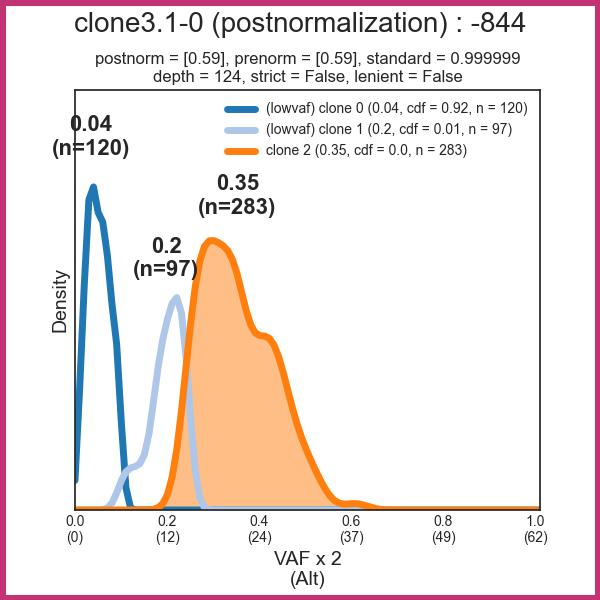 clone3.1-0 (postnormalization) : -844
postnorm = [0.59], prenorm = [0.59], standard = 0.999999
depth = 124, strict = False, lenient = False
(lowvaf) clone 0 (0.04, cdf = 0.92, n = 120)
(lowvaf) clone 1 (0.2, cdf = 0.01, n = 97)
clone 2 (0.35, cdf = 0.0, n = 283)
0.04
(n=120)
0.35
(n=283)
0.2
(n=97)
Density
0.0 0.2 0.4 0.6 0.8 1.0
(0) (12) (24) (37) (49) (62)
VAF x 2
(Alt)